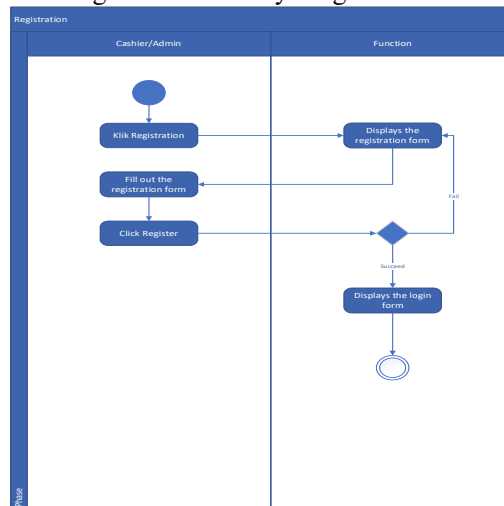 Registration
Cashier/Admin
Function
Klik Registration
Displays the
registration form
Fill out the
registration form
Fail
Click Register
Succeed
Displays the login
form
Phase